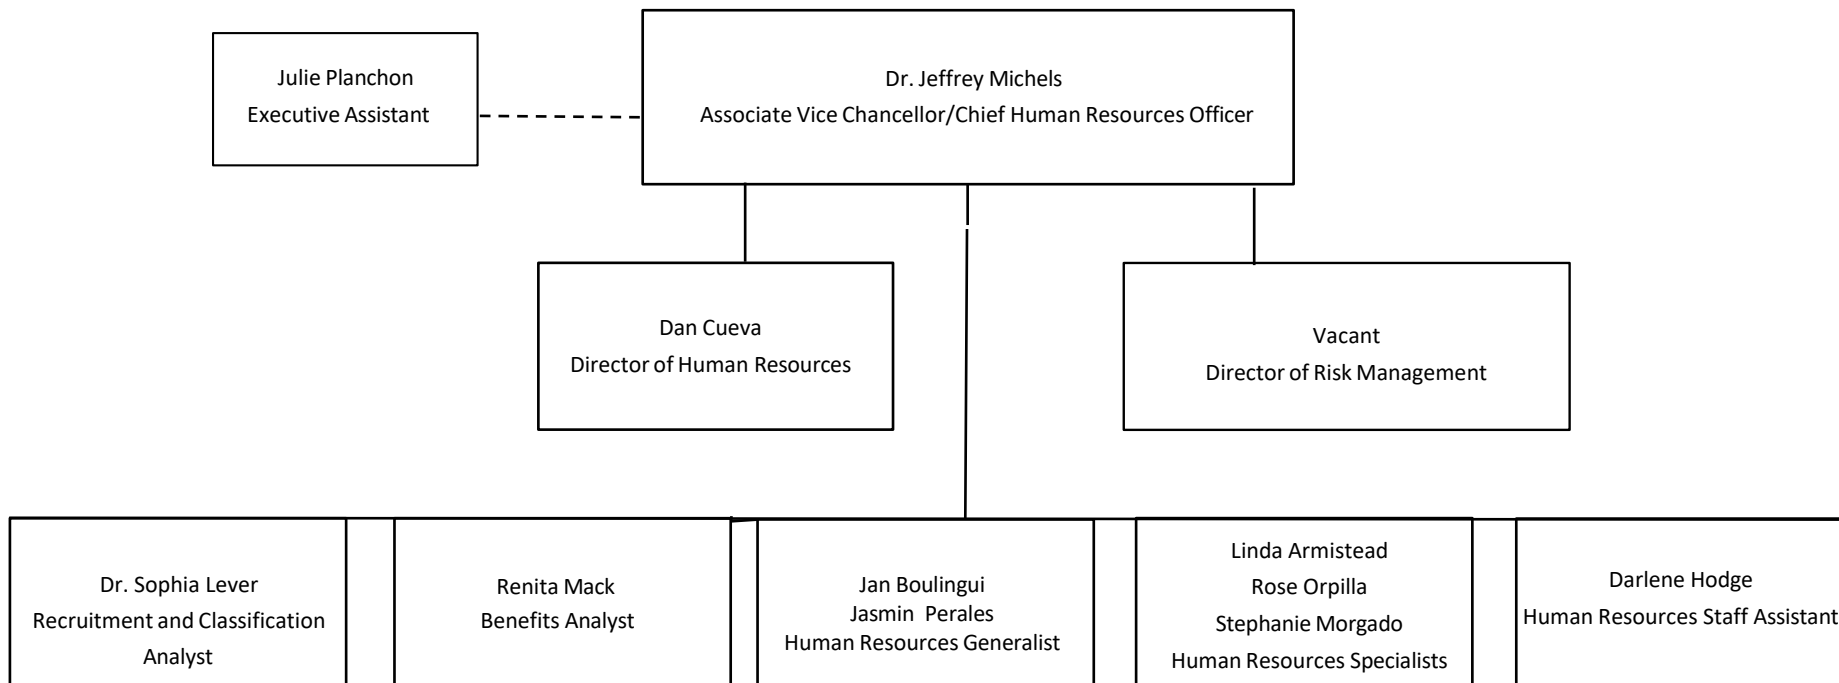 Julie Planchon
Executive Assistant
Dr. Jeffrey Michels
Associate Vice Chancellor/Chief Human Resources Officer
Dan Cueva
Director of Human Resources
Vacant
Director of Risk Management
Dr. Sophia Lever
Recruitment and Classification
Analyst
Renita Mack
Benefits Analyst
Jan Boulingui
Jasmin Perales
Human Resources Generalist
Linda Armistead
Rose Orpilla
Stephanie Morgado
Human Resources Specialists
Darlene Hodge
Human Resources Staff Assistant